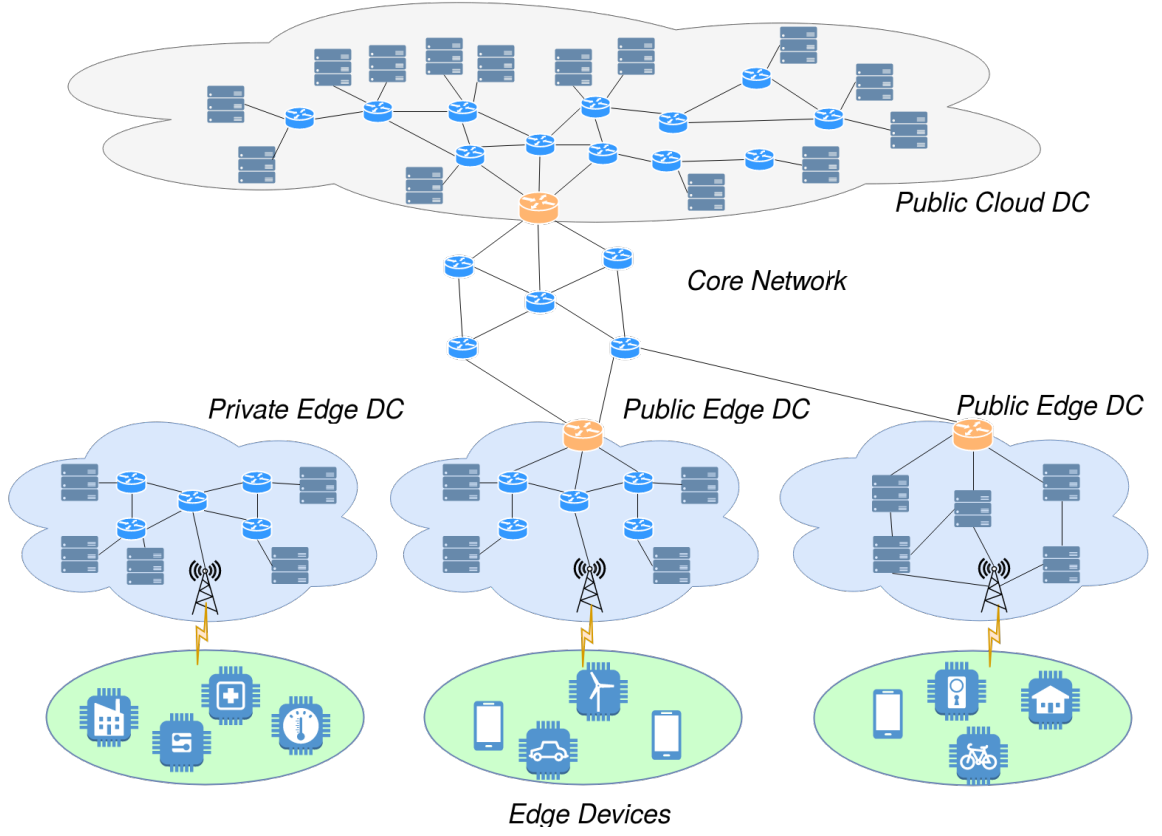 Public Cloud DC
Core Network
Private Edge DC
Public Edge DC
Public Edge DC
Edge Devices